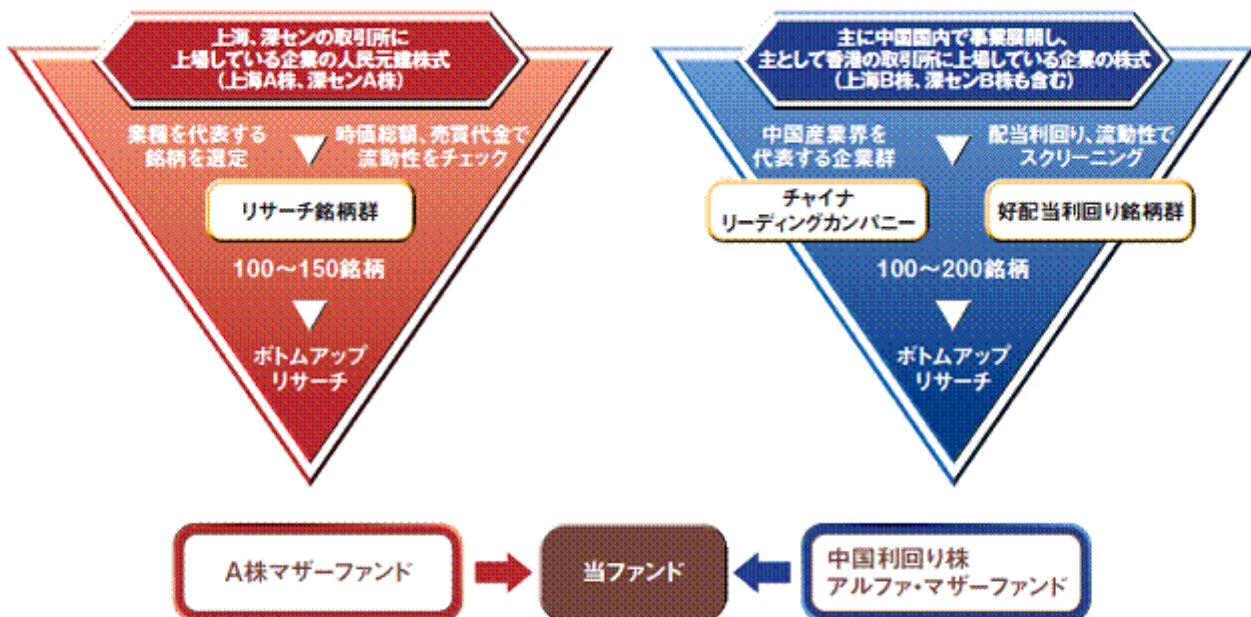 上海、深センの取引所に
上場している企業の人民元建株式
(上海A株、深センA株)
業種を代表する
銘柄を選定
時価総額、売買代金で
流動性をチェック
リサーチ銘柄群
100〜150銘柄
ボトムアップ
リサーチ
主に中国国内で事業展開し、
主として香港の取引所に上場している企業の株式
(上海B株、深センB株も含む)
中国産業界を
代表する企業群
配当利回り、流動性で
スクリーニング
チャイナ
リーディングカンパニー
好配当利回り銘柄群
100〜200銘柄
ボトムアップ
リサーチ
A株マザーファンド
当ファンド
中国利回り株
アルファ・マザーファンド